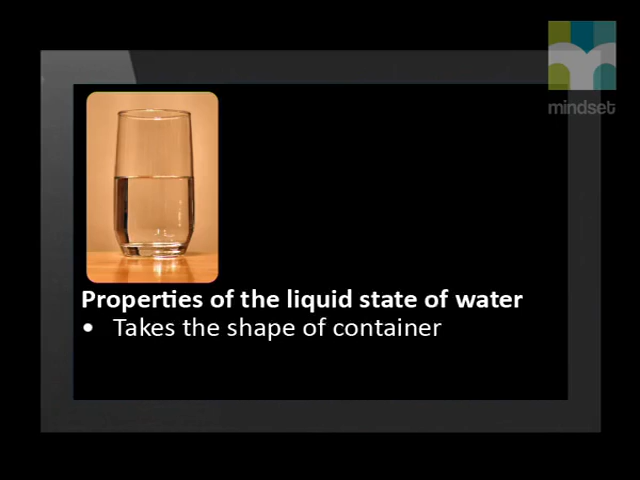 mindset
Properties of the liquid state of water
• Takes the shape of container